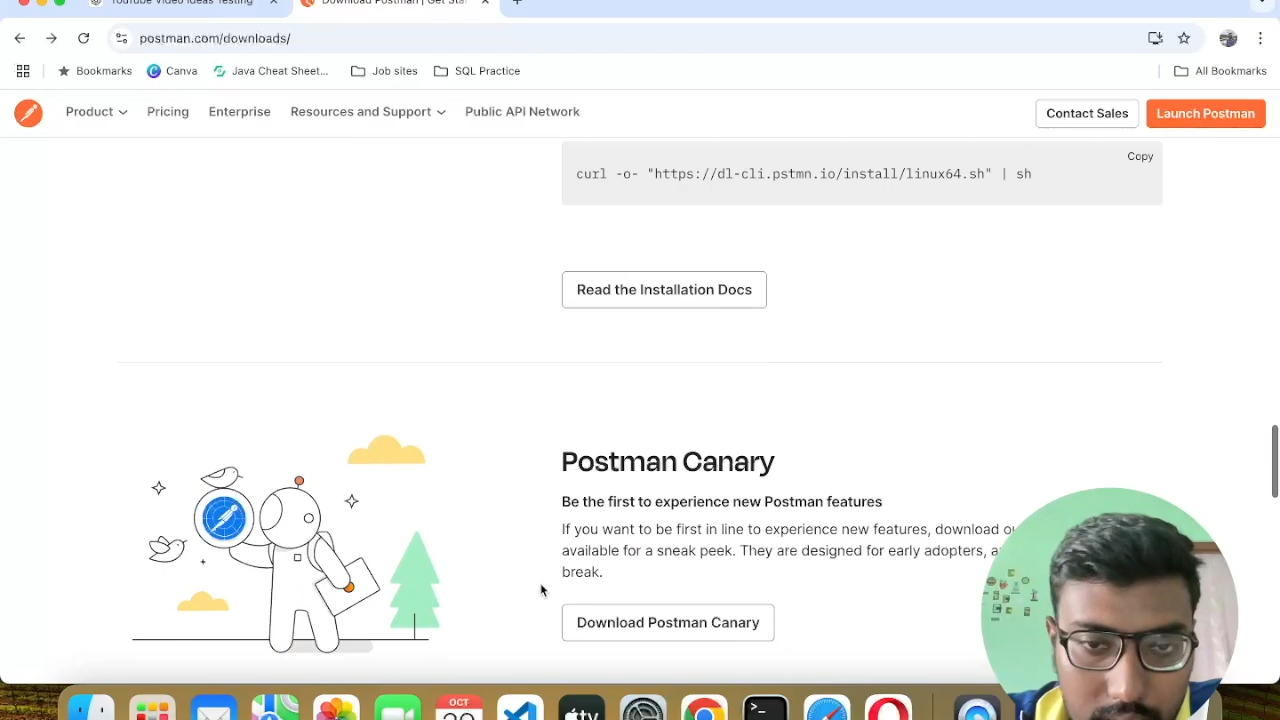 YouTube Video Ideas Testing
Download Postman | Get Star
postman.com/downloads/
Bookmarks
Canva
Java Cheat Sheet...
Job sites
SQL Practice
All Bookmarks
Product
Pricing
Enterprise
Resources and Support
Public API Network
Contact Sales
Launch Postman
Copy
curl -o- "https://dl-cli.pstmn.io/install/linux64.sh" | sh
Read the Installation Docs
Postman Canary
Be the first to experience new Postman features
If you want to be first in line to experience new features, download ou
available for a sneak peek. They are designed for early adopters, a
break.
Download Postman Canary
OCT
tv
>_